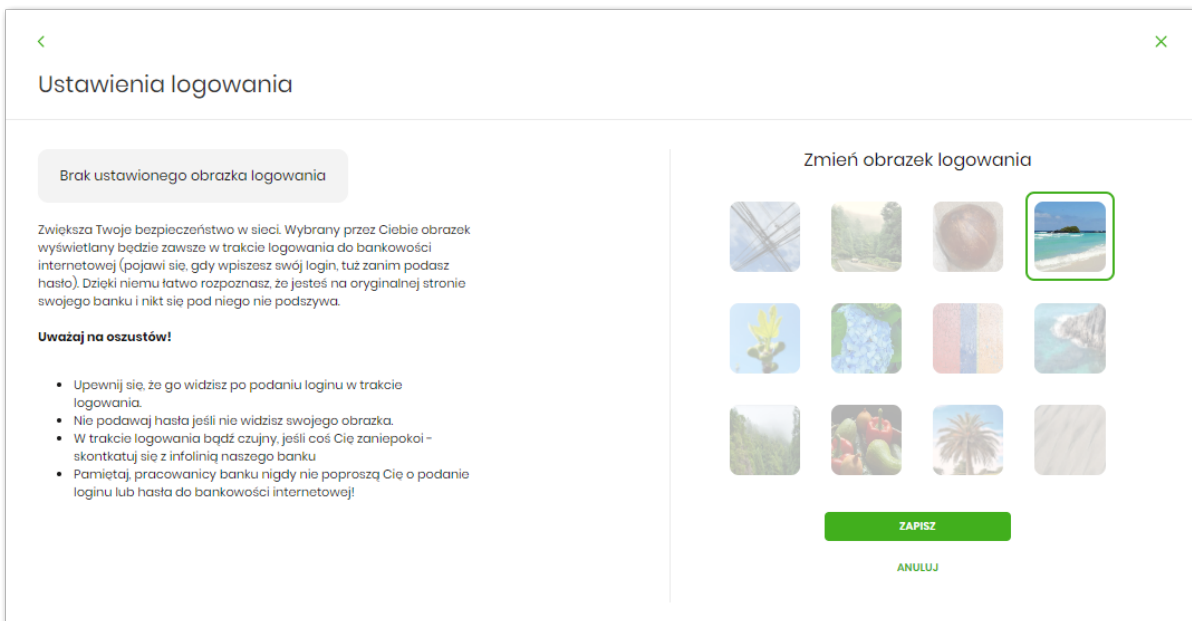 Ustawienia logowania
Brak ustawionego obrazka logowania
Zwiększa Twoje bezpieczeństwo w sieci. Wybrany przez Ciebie obrazek
wyświetlany będzie zawsze w trakcie logowania do bankowości
internetowej (pojawi się, gdy wpiszesz swój login, tuż zanim podasz
hasło). Dzięki niemu łatwo rozpoznasz, że jesteś na oryginalnej stronie
swojego banku i nikt się pod niego nie podszywa.
Uważaj na oszustów!
• Upewnij się, że go widzisz po podaniu loginu w trakcie
logowania.
• Nie podawaj hasła jeśli nie widzisz swojego obrazka.
• W trakcie logowania bądź czujny, jeśli coś Cię zaniepokoi -
skontkatuj się z infolinią naszego banku
• Pamiętaj, pracowanicy banku nigdy nie poproszą Cię o podanie
loginu lub hasła do bankowości internetowej!
Zmień obrazek logowania
ZAPISZ
ANULUJ